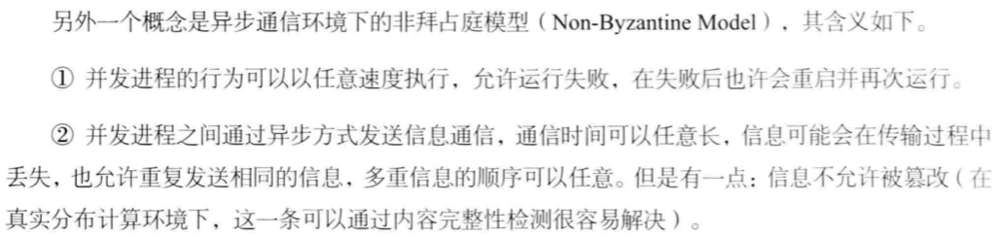 另外一个概念是异步通信环境下的非拜占庭模型（Non-Byzantine Model），其含义如下。
① 并发进程的行为可以以任意速度执行，允许运行失败，在失败后也许会重启并再次运行。
② 并发进程之间通过异步方式发送信息通信，通信时间可以任意长，信息可能会在传输过程中
丢失，也允许重复发送相同的信息，多重信息的顺序可以任意。但是有一点：信息不允许被篡改（在
真实分布计算环境下，这一条可以通过内容完整性检测很容易解决）。